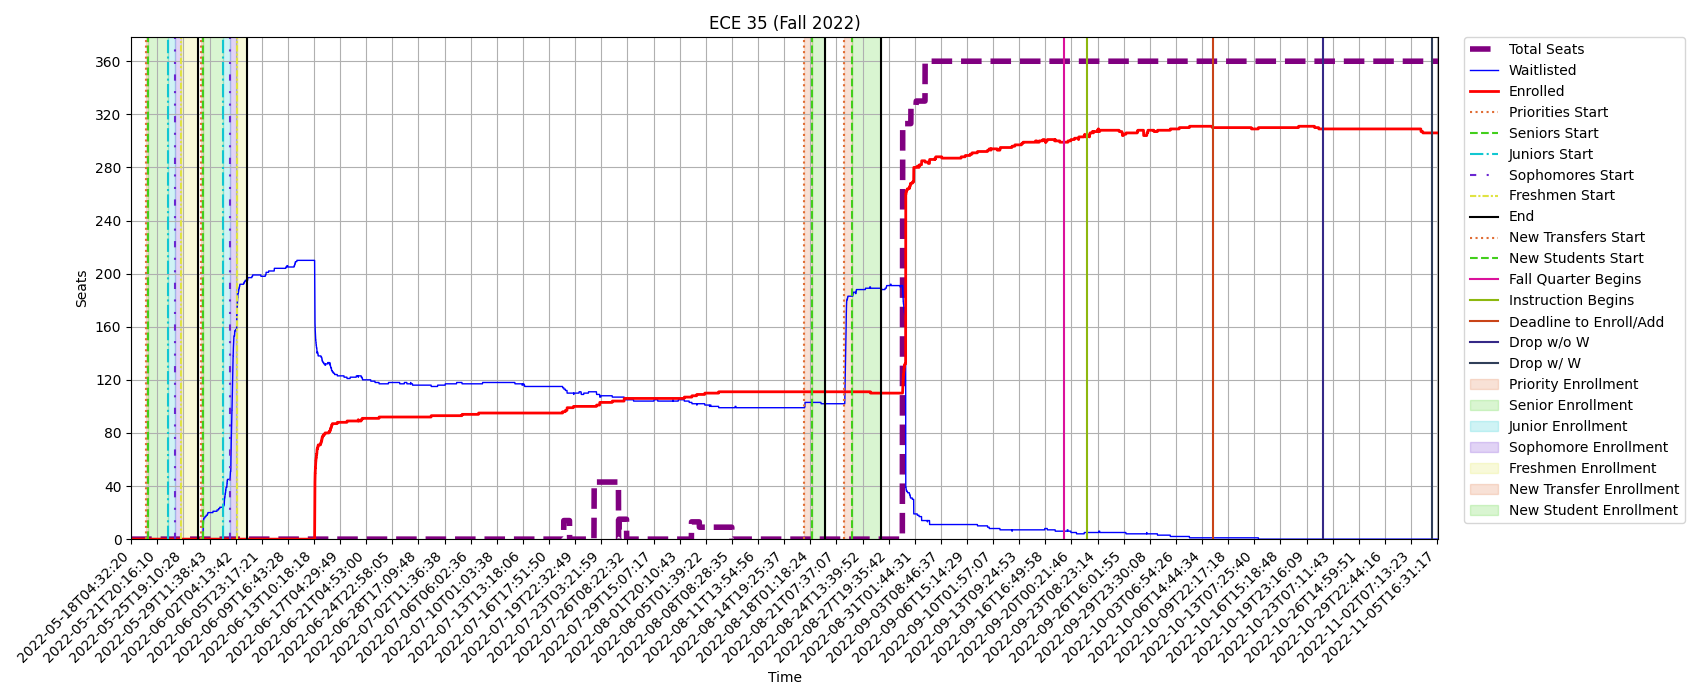 ECE 35 (Fall 2022)
Seats
360
320
280
240
200
160
120
80
40
0
2022-05-18T04:32:20
2022-05-21T20:16:10
2022-05-25T19:10:28
2022-05-29T11:38:43
2022-06-02T04:13:42
2022-06-05T23:17:21
2022-06-09T16:43:28
2022-06-13T10:18:18
2022-06-17T04:29:49
2022-06-21T04:53:00
2022-06-24T22:58:05
2022-06-28T17:09:48
2022-07-02T11:36:38
2022-07-06T06:02:36
2022-07-10T01:03:38
2022-07-13T13:18:06
2022-07-16T17:51:50
2022-07-19T22:32:49
2022-07-23T03:21:59
2022-07-26T08:22:32
2022-07-29T15:07:17
2022-08-01T20:10:43
2022-08-05T01:39:22
2022-08-08T08:28:35
2022-08-11T13:54:56
2022-08-14T19:25:37
2022-08-18T01:18:24
2022-08-21T07:37:07
2022-08-24T13:39:52
2022-08-27T19:35:42
2022-08-31T01:44:31
2022-09-03T08:46:37
2022-09-06T15:14:29
2022-09-10T01:57:07
2022-09-13T09:24:53
2022-09-16T16:49:58
2022-09-20T00:21:46
2022-09-23T08:23:14
2022-09-26T16:01:55
2022-09-29T23:30:08
2022-10-03T06:54:26
2022-10-06T14:44:34
2022-10-09T22:17:18
2022-10-13T07:25:40
2022-10-16T15:18:48
2022-10-19T23:16:09
2022-10-23T07:11:43
2022-10-26T14:59:51
2022-10-29T22:44:16
2022-11-02T07:13:23
2022-11-05T16:31:17
Time
Total Seats
Waitlisted
Enrolled
Priorities Start
Seniors Start
Juniors Start
Sophomores Start
Freshmen Start
End
New Transfers Start
New Students Start
Fall Quarter Begins
Instruction Begins
Deadline to Enroll/Add
Drop w/o W
Drop w/ W
Priority Enrollment
Senior Enrollment
Junior Enrollment
Sophomore Enrollment
Freshmen Enrollment
New Transfer Enrollment
New Student Enrollment